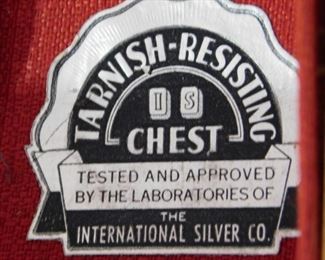 TARNISH-RESISTING
IS
CHEST
TESTED AND APPROVED
BY THE LABORATORIES OF
THE
INTERNATIONAL SILVER CO.